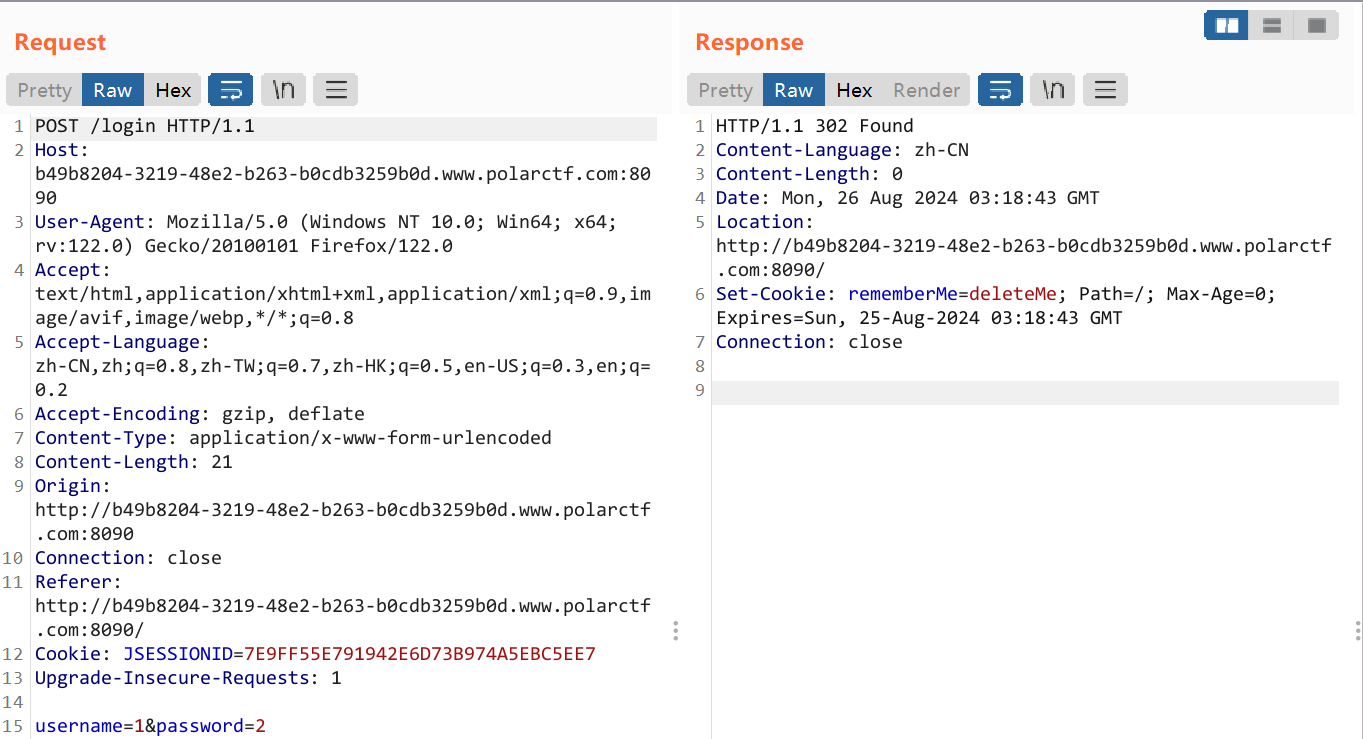 Request
Pretty Raw Hex \n
1 POST /login HTTP/1.1
2 Host:
b49b8204-3219-48e2-b263-b0cdb3259b0d.www.polarctf.com:80
90
3 User-Agent: Mozilla/5.0 (Windows NT 10.0; Win64; x64;
rv:122.0) Gecko/20100101 Firefox/122.0
4 Accept:
text/html,application/xhtml+xml,application/xml;q=0.9,im
age/avif,image/webp,*/*;q=0.8
5 Accept-Language:
zh-CN,zh;q=0.8,zh-TW;q=0.7,zh-HK;q=0.5,en-US;q=0.3,en;q=
0.2
6 Accept-Encoding: gzip, deflate
7 Content-Type: application/x-www-form-urlencoded
8 Content-Length: 21
9 Origin:
http://b49b8204-3219-48e2-b263-b0cdb3259b0d.www.polarctf
.com:8090
10 Connection: close
11 Referer:
http://b49b8204-3219-48e2-b263-b0cdb3259b0d.www.polarctf
.com:8090/
12 Cookie: JSESSIONID=7E9FF55E791942E6D73B974A5EBC5EE7
13 Upgrade-Insecure-Requests: 1
14
15 username=1&password=2
Response
Pretty Raw Hex Render \n
1 HTTP/1.1 302 Found
2 Content-Language: zh-CN
3 Content-Length: 0
4 Date: Mon, 26 Aug 2024 03:18:43 GMT
5 Location:
http://b49b8204-3219-48e2-b263-b0cdb3259b0d.www.polarctf
.com:8090/
6 Set-Cookie: rememberMe=deleteMe; Path=/; Max-Age=0;
Expires=Sun, 25-Aug-2024 03:18:43 GMT
7 Connection: close
8
9